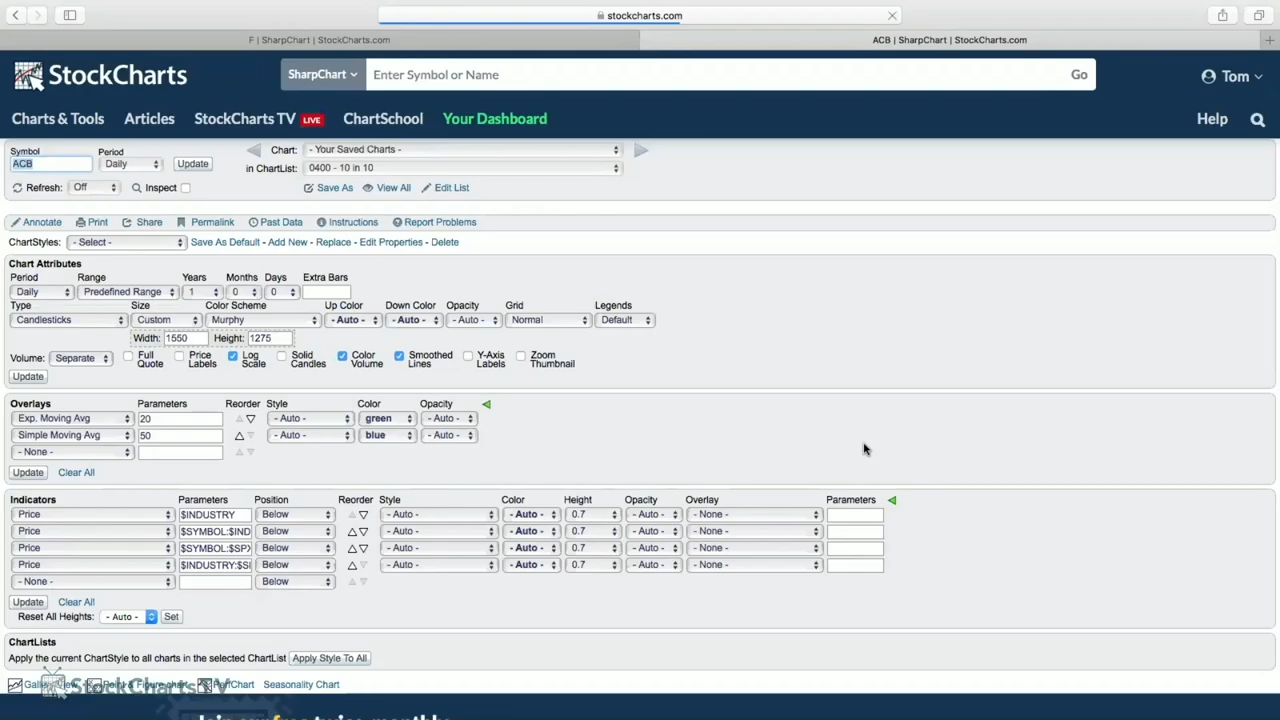 stockcharts.com
F | SharpChart | StockCharts.com
ACB | SharpChart | StockCharts.com
StockCharts
SharpChart
Enter Symbol or Name
Go
Tom
Charts & Tools Articles StockCharts TV LIVE ChartSchool Your Dashboard Help
Symbol Period
ACB Daily Update
Chart: - Your Saved Charts -
in ChartList: 0400 - 10 in 10
Refresh: Off Inspect Save As View All Edit List
Annotate Print Share Permalink Past Data Instructions Report Problems
ChartStyles: - Select - Save As Default - Add New - Replace - Edit Properties - Delete
Chart Attributes
Period Range Years Months Days Extra Bars
Daily Predefined Range 1 0 0
Type Size Color Scheme Up Color Down Color Opacity Grid Legends
Candlesticks Custom Murphy - Auto - - Auto - - Auto - Normal Default
Width: 1550 Height: 1275
Volume: Separate Full Quote Price Labels Log Scale Solid Candles Color Volume Smoothed Lines Y-Axis Labels Zoom Thumbnail
Update
Overlays Parameters Reorder Style Color Opacity
Exp. Moving Avg 20 - Auto - green - Auto -
Simple Moving Avg 50 - Auto - blue - Auto -
- None -
Update Clear All
Indicators Parameters Position Reorder Style Color Height Opacity Overlay Parameters
Price $INDUSTRY Below - Auto - - Auto - 0.7 - Auto - - None -
Price $SYMBOL:$IND Below - Auto - - Auto - 0.7 - Auto - - None -
Price $SYMBOL:$SP Below - Auto - - Auto - 0.7 - Auto - - None -
Price $INDUSTRY:$S Below - Auto - - Auto - 0.7 - Auto - - None -
- None - Below
Update Clear All
Reset All Heights: - Auto - Set
ChartLists
Apply the current ChartStyle to all charts in the selected ChartList Apply Style To All
StockCharts TV
Point & Figure Seasonality Chart